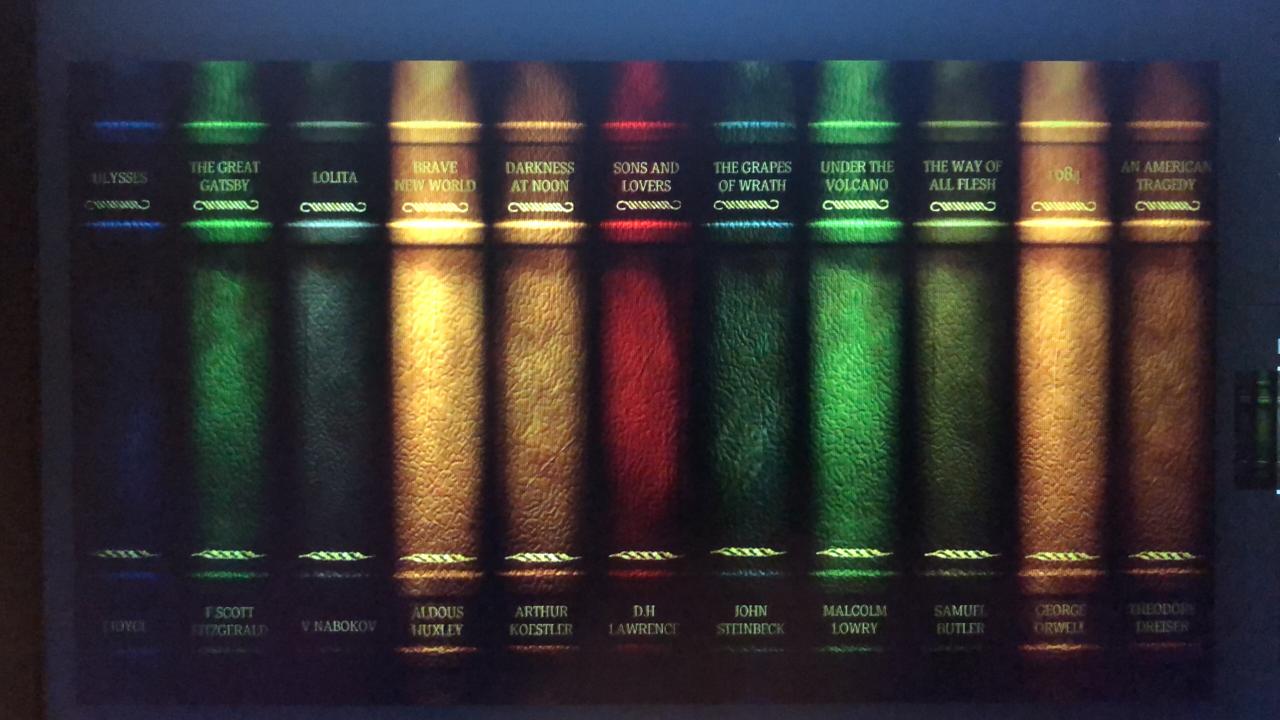 ULYSSES
THE GREAT
GATSBY
LOLITA
BRAVE
NEW WORLD
DARKNESS
AT NOON
SONS AND
LOVERS
THE GRAPES
OF WRATH
UNDER THE
VOLCANO
THE WAY OF
ALL FLESH
1984
AN AMERICAN
TRAGEDY
J.JOYCE
F.SCOTT
FITZGERALD
V NABOKOV
ALDOUS
HUXLEY
ARTHUR
KOESTLER
D.H
LAWRENCE
JOHN
STEINBECK
MALCOLM
LOWRY
SAMUEL
BUTLER
GEORGE
ORWELL
THEODORE
DREISER